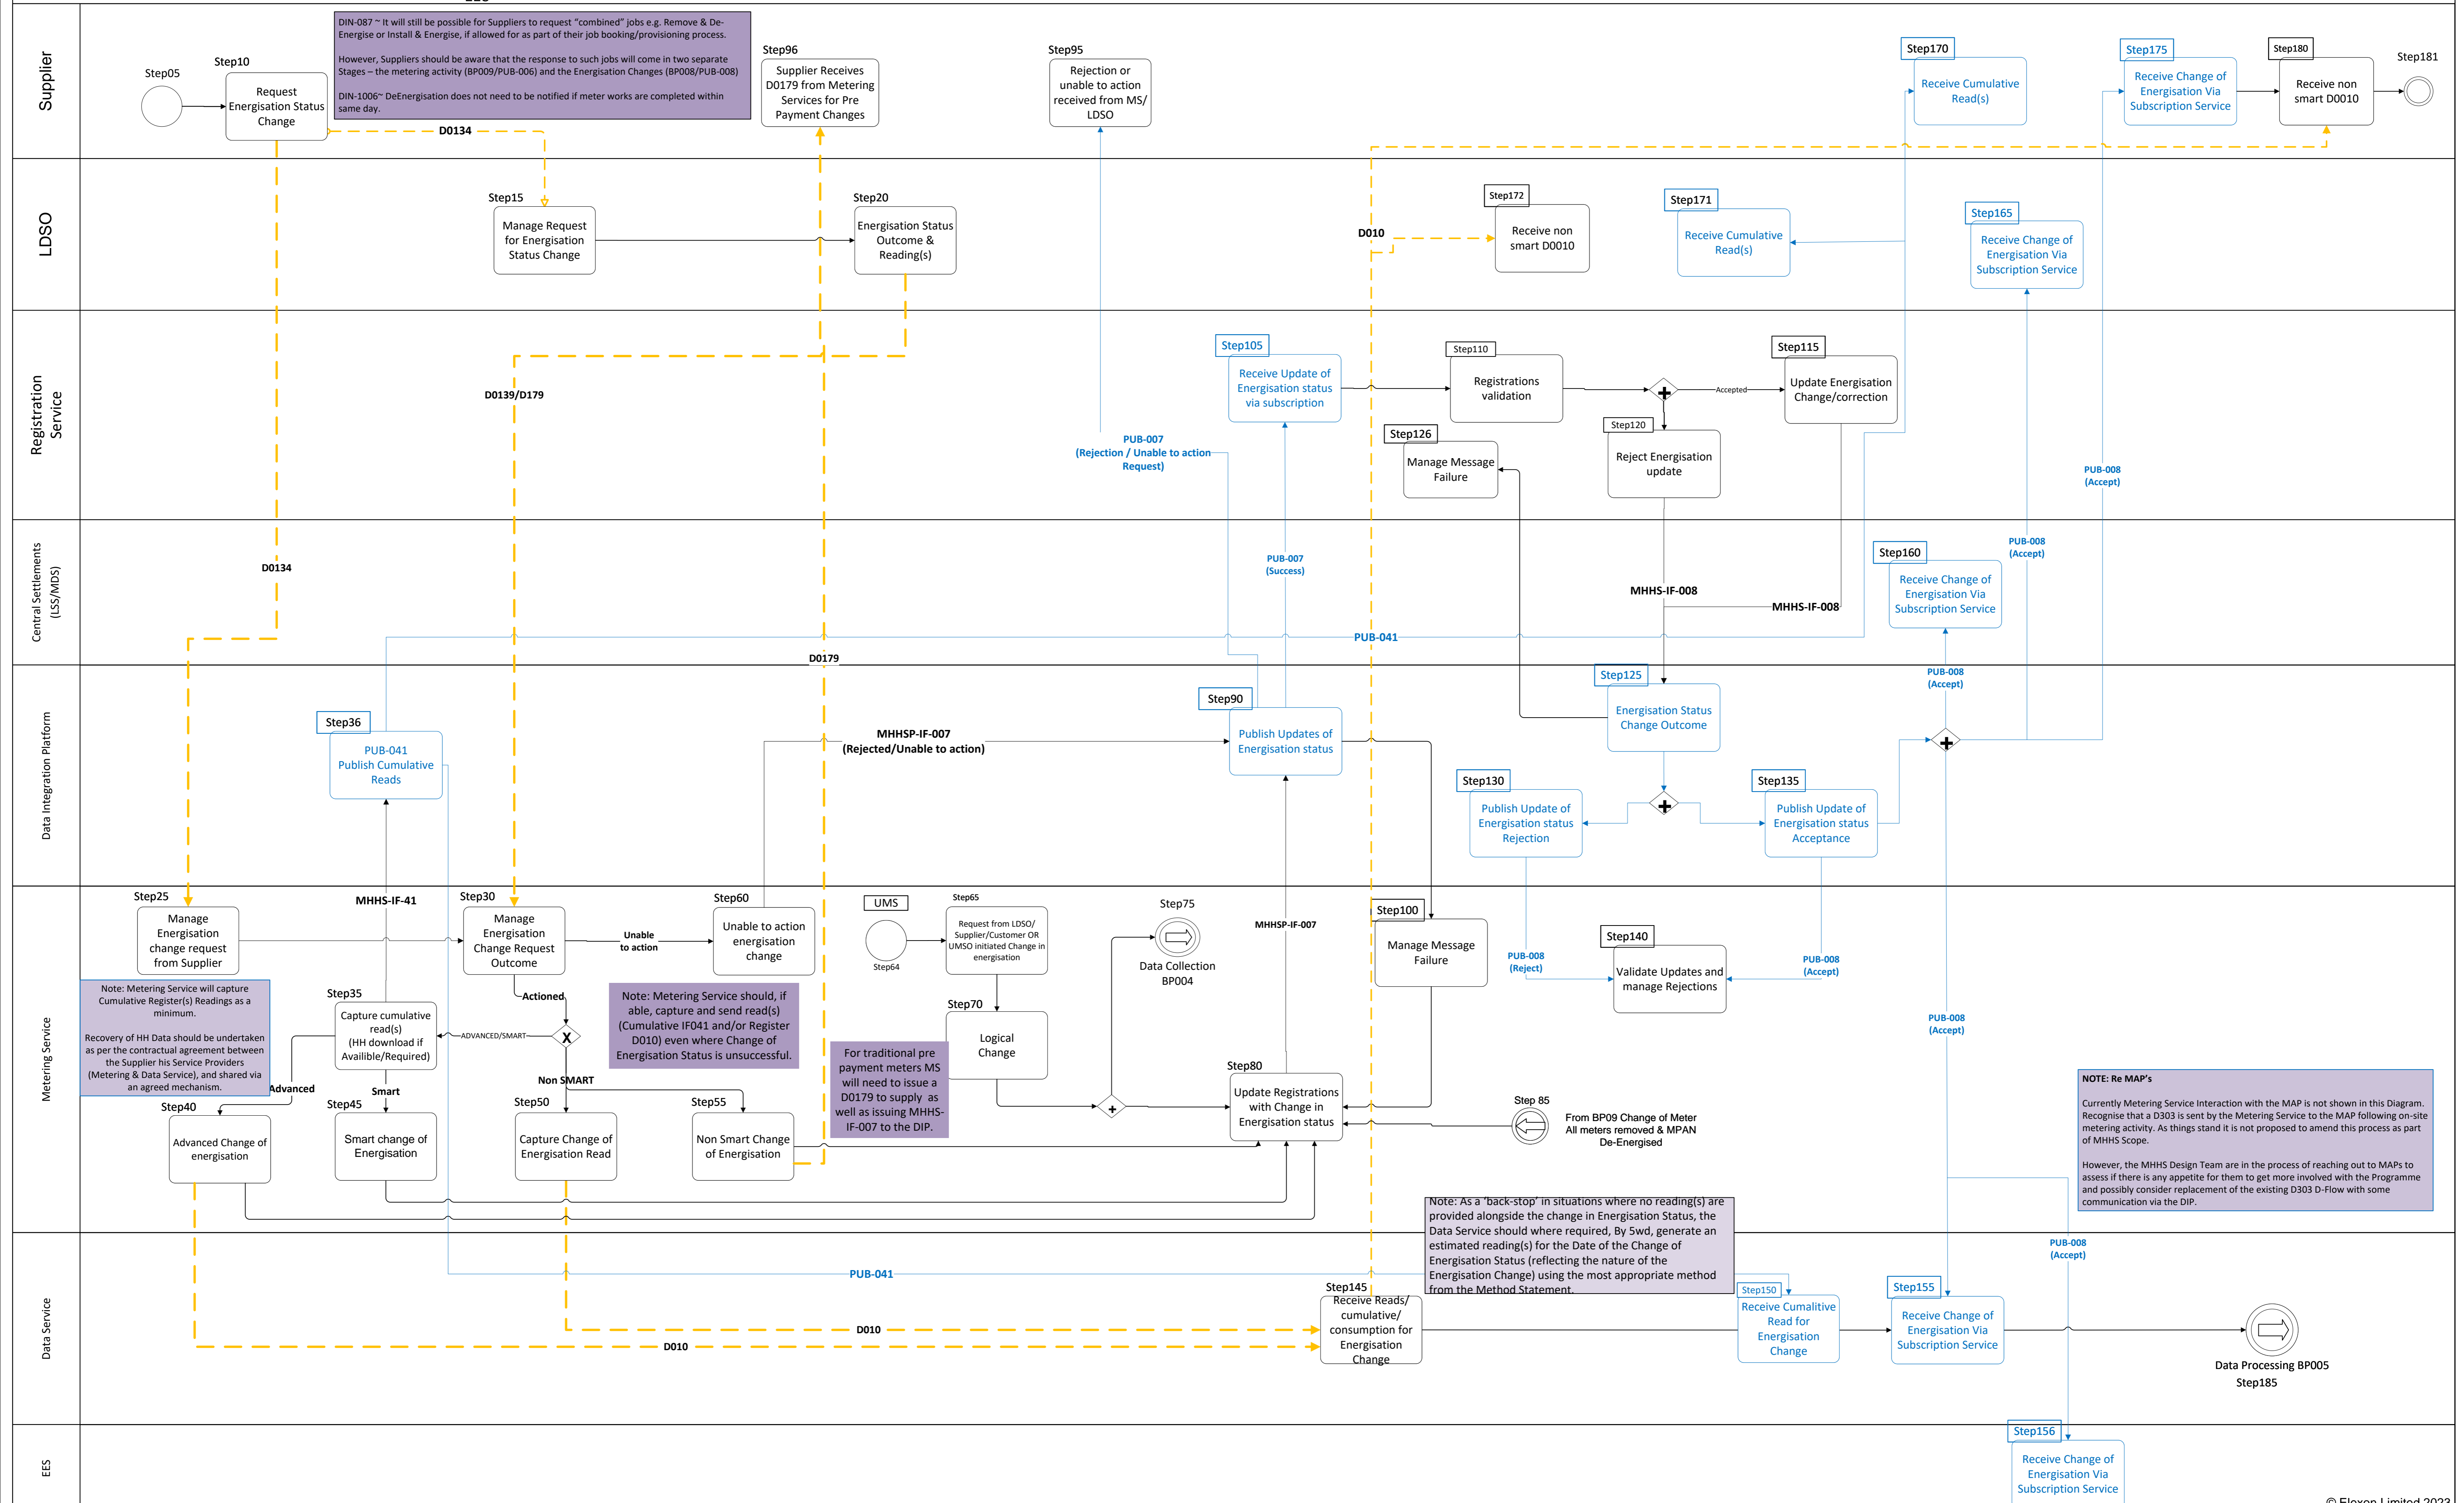 Supplier
DIN-087 ~ It will still be possible for Suppliers to request "combined" jobs e.g. Remove & De-
Energise or Install & Energise, if allowed for as part of their job booking/provisioning process.
However, Suppliers should be aware that the response to such jobs will come in two separate
Stages – the metering activity (BP009/PUB-006) and the Energisation Changes (BP008/PUB-008)
DIN-1006~ DeEnergisation does not need to be notified if meter works are completed within
same day.
Step05
Step10
Request
Energisation Status
Change
D0134
Step96
Supplier Receives
D0179 from Metering
Services for Pre
Payment Changes
Step95
Rejection or
unable to action
received from MS/
LDSO
Step170
Receive Cumulative
Read(s)
Step175
Receive Change of
Energisation Via
Subscription Service
Step180
Receive non
smart D0010
Step181
LDSO
Step15
Manage Request
for Energisation
Status Change
Step20
Energisation Status
Outcome &
Reading(s)
D010
Step172
Receive non
smart D0010
Step171
Receive Cumulative
Read(s)
Step165
Receive Change of
Energisation Via
Subscription Service
Registration
Service
D0139/D179
PUB-007
(Rejection / Unable to action
Request)
Step105
Receive Update of
Energisation status
via subscription
Step110
Registrations
validation
Accepted
Step115
Update Energisation
Change/correction
Step120
Reject Energisation
update
Step126
Manage Message
Failure
PUB-008
(Accept)
Central Settlements
(LSS/MDS)
D0134
PUB-007
(Success)
MHHS-IF-008
MHHS-IF-008
PUB-041
D0179
Step160
Receive Change of
Energisation Via
Subscription Service
PUB-008
(Accept)
Data Integration Platform
Step36
PUB-041
Publish Cumulative
Reads
MHHSP-IF-007
(Rejected/Unable to action)
Step90
Publish Updates of
Energisation status
Step125
Energisation Status
Change Outcome
PUB-008
(Accept)
Step130
Publish Update of
Energisation status
Rejection
Step135
Publish Update of
Energisation status
Acceptance
Metering Service
Step25
Manage
Energisation
change request
from Supplier
MHHS-IF-41
Step30
Manage
Energisation
Change Request
Outcome
Unable
to action
Step60
Unable to action
energisation
change
UMS
Step64
Step65
Request from LDSO/
Supplier/Customer OR
UMSO initiated Change in
energisation
Step75
Data Collection
BP004
MHHSP-IF-007
Step100
Manage Message
Failure
PUB-008
(Reject)
Step140
Validate Updates and
manage Rejections
PUB-008
(Accept)
Note: Metering Service will capture
Cumulative Register(s) Readings as a
minimum.
Recovery of HH Data should be undertaken
as per the contractual agreement between
the Supplier his Service Providers
(Metering & Data Service), and shared via
an agreed mechanism.
Step35
Capture cumulative
read(s)
(HH download if
Availible/Required)
ADVANCED/SMART
Actioned
X
Note: Metering Service should, if
able, capture and send read(s)
(Cumulative IF041 and/or Register
D010) even where Change of
Energisation Status is unsuccessful.
Step70
Logical
Change
For traditional pre
payment meters MS
will need to issue a
D0179 to supply as
well as issuing MHHS-
IF-007 to the DIP.
Advanced
Smart
Non SMART
Step40
Advanced Change of
energisation
Step45
Smart change of
Energisation
Step50
Capture Change of
Energisation Read
Step55
Non Smart Change
of Energisation
Step80
Update Registrations
with Change in
Energisation status
Step 85
From BP09 Change of Meter
All meters removed & MPAN
De-Energised
PUB-008
(Accept)
NOTE: Re MAP's
Currently Metering Service Interaction with the MAP is not shown in this Diagram.
Recognise that a D303 is sent by the Metering Service to the MAP following on-site
metering activity. As things stand it is not proposed to amend this process as part
of MHHS Scope.
However, the MHHS Design Team are in the process of reaching out to MAPs to
assess if there is any appetite for them to get more involved with the Programme
and possibly consider replacement of the existing D303 D-Flow with some
communication via the DIP.
Note: As a 'back-stop' in situations where no reading(s) are
provided alongside the change in Energisation Status, the
Data Service should where required, By 5wd, generate an
estimated reading(s) for the Date of the Change of
Energisation Status (reflecting the nature of the
Energisation Change) using the most appropriate method
from the Method Statement.
Data Service
PUB-041
D010
D010
Step145
Receive Reads/
cumulative/
consumption for
Energisation
Change
Step150
Receive Cumalitive
Read for
Energisation
Change
Step155
Receive Change of
Energisation Via
Subscription Service
PUB-008
(Accept)
Data Processing BP005
Step185
EES
Step156
Receive Change of
Energisation Via
Subscription Service
© Elexon Limited 2023